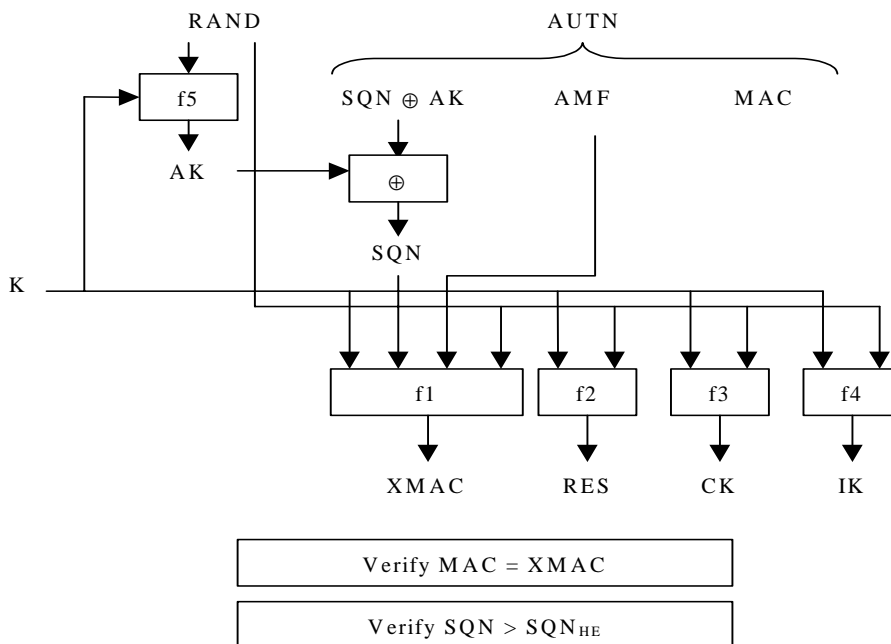 RAND AUTN
f5 SQN ⊕ AK AMF MAC
AK ⊕
SQN
K
f1 f2 f3 f4
XMAC RES CK IK
Verify MAC = XMAC
Verify SQN > SQN_HE